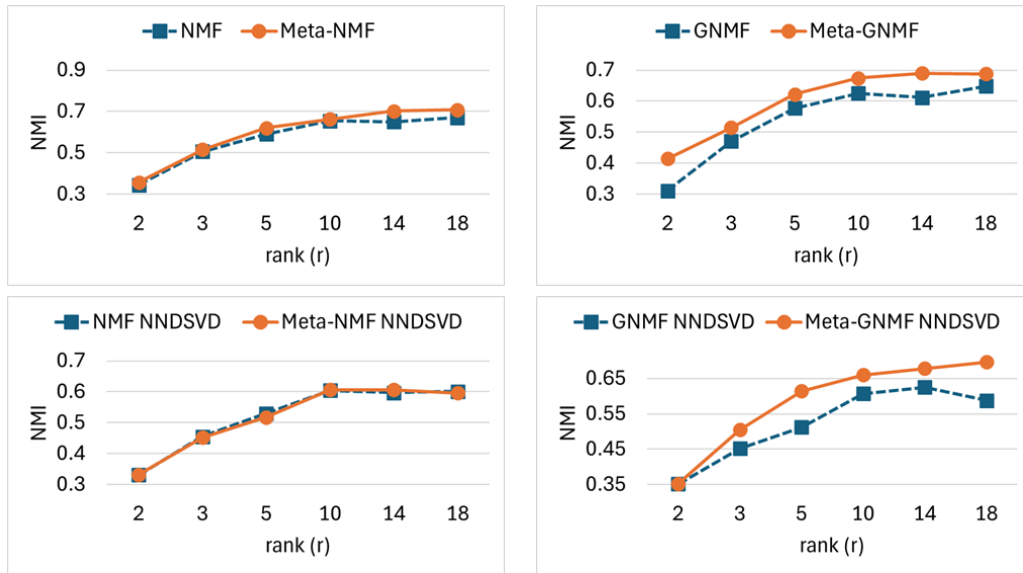 NMF Meta-NMF
0.9
0.7
0.5
0.3
NMI
2 3 5 10 14 18
rank (r)
GNMF Meta-GNMF
0.7
0.6
0.5
0.4
0.3
NMI
2 3 5 10 14 18
rank (r)
NMF NNDSVD Meta-NMF NNDSVD
0.7
0.6
0.5
0.4
0.3
NMI
2 3 5 10 14 18
rank (r)
GNMF NNDSVD Meta-GNMF NNDSVD
0.65
0.55
0.45
0.35
NMI
2 3 5 10 14 18
rank (r)